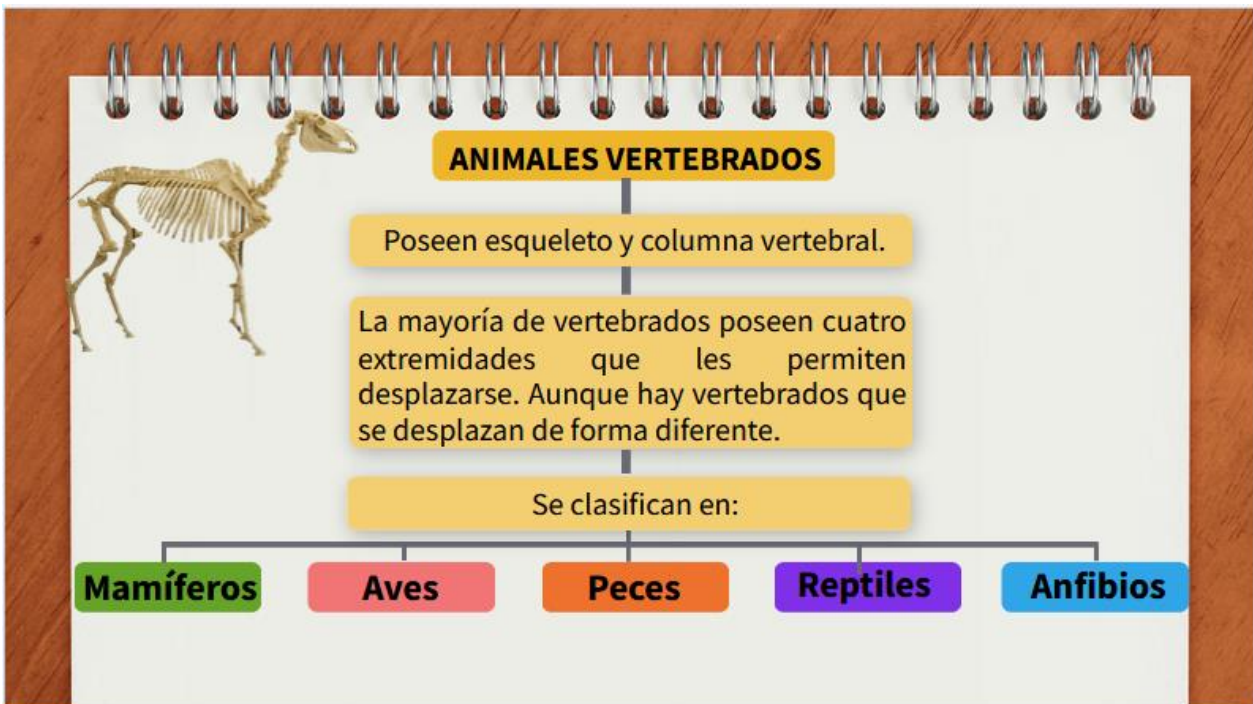 ANIMALES VERTEBRADOS
Poseen esqueleto y columna vertebral.
La mayoría de vertebrados poseen cuatro
extremidades que les permiten
desplazarse. Aunque hay vertebrados que
se desplazan de forma diferente.
Se clasifican en:
Mamíferos Aves Peces Reptiles Anfibios